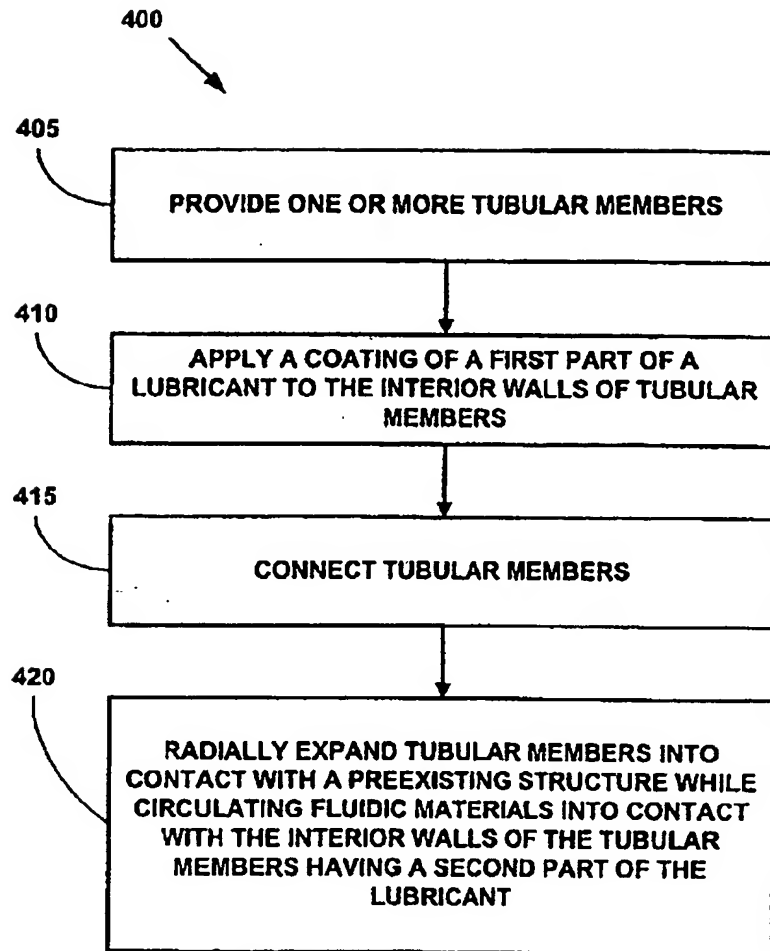 400
405
PROVIDE ONE OR MORE TUBULAR MEMBERS
410
APPLY A COATING OF A FIRST PART OF A
LUBRICANT TO THE INTERIOR WALLS OF TUBULAR
MEMBERS
415
CONNECT TUBULAR MEMBERS
420
RADIALLY EXPAND TUBULAR MEMBERS INTO
CONTACT WITH A PREEXISTING STRUCTURE WHILE
CIRCULATING FLUIDIC MATERIALS INTO CONTACT
WITH THE INTERIOR WALLS OF THE TUBULAR
MEMBERS HAVING A SECOND PART OF THE
LUBRICANT